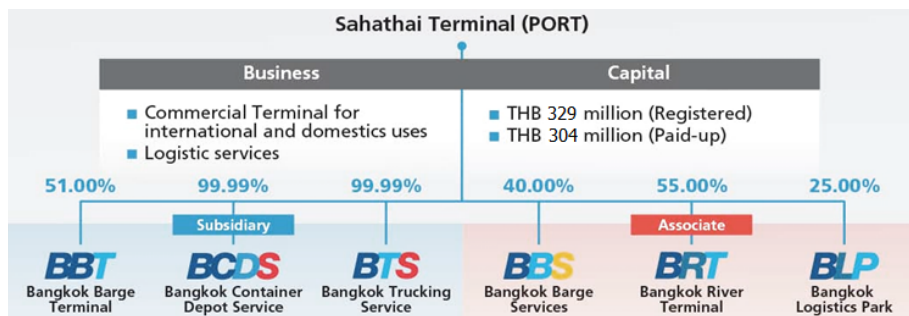 Sahathai Terminal (PORT)
Business
Capital
Commercial Terminal for
international and domestics uses
Logistic services
THB 329 million (Registered)
THB 304 million (Paid-up)
51.00%
99.99%
99.99%
40.00%
55.00%
25.00%
Subsidiary
Associate
BBT
BCDS
BTS
BBS
BRT
BLP
Bangkok Barge
Terminal
Bangkok Container
Depot Service
Bangkok Trucking
Service
Bangkok Barge
Services
Bangkok River
Terminal
Bangkok
Logistics Park